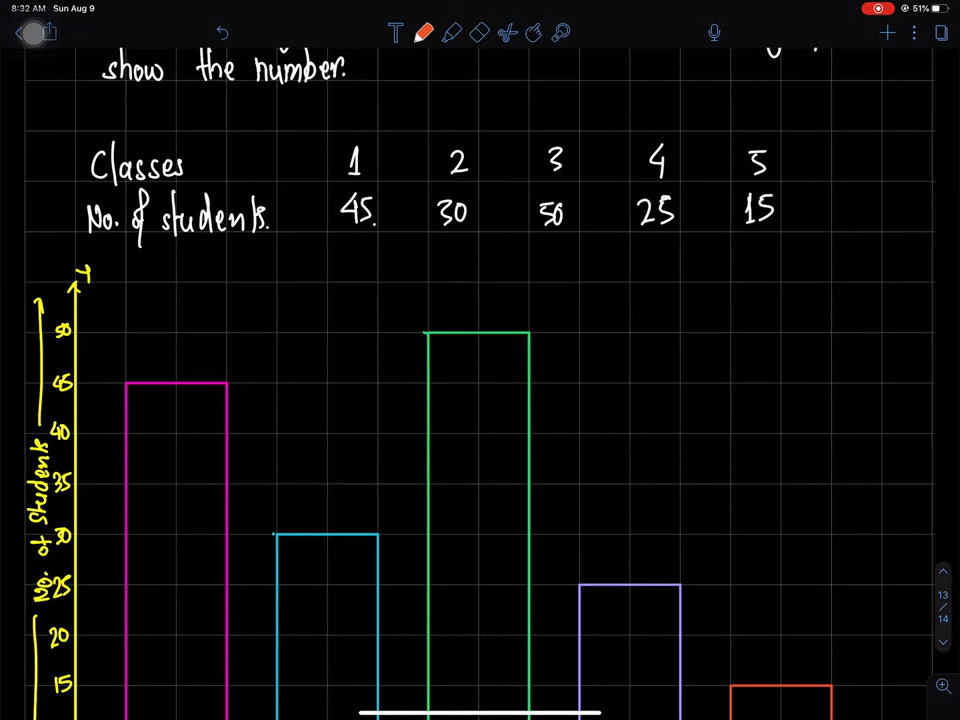 8:32 AM Sun Aug 9
51%
show the number.
Classes 1 2 3 4 5
No. of students. 45. 30 50 25 15
Y
50
45
40
35
30
25
20
15
No. of students
T
13
/
14